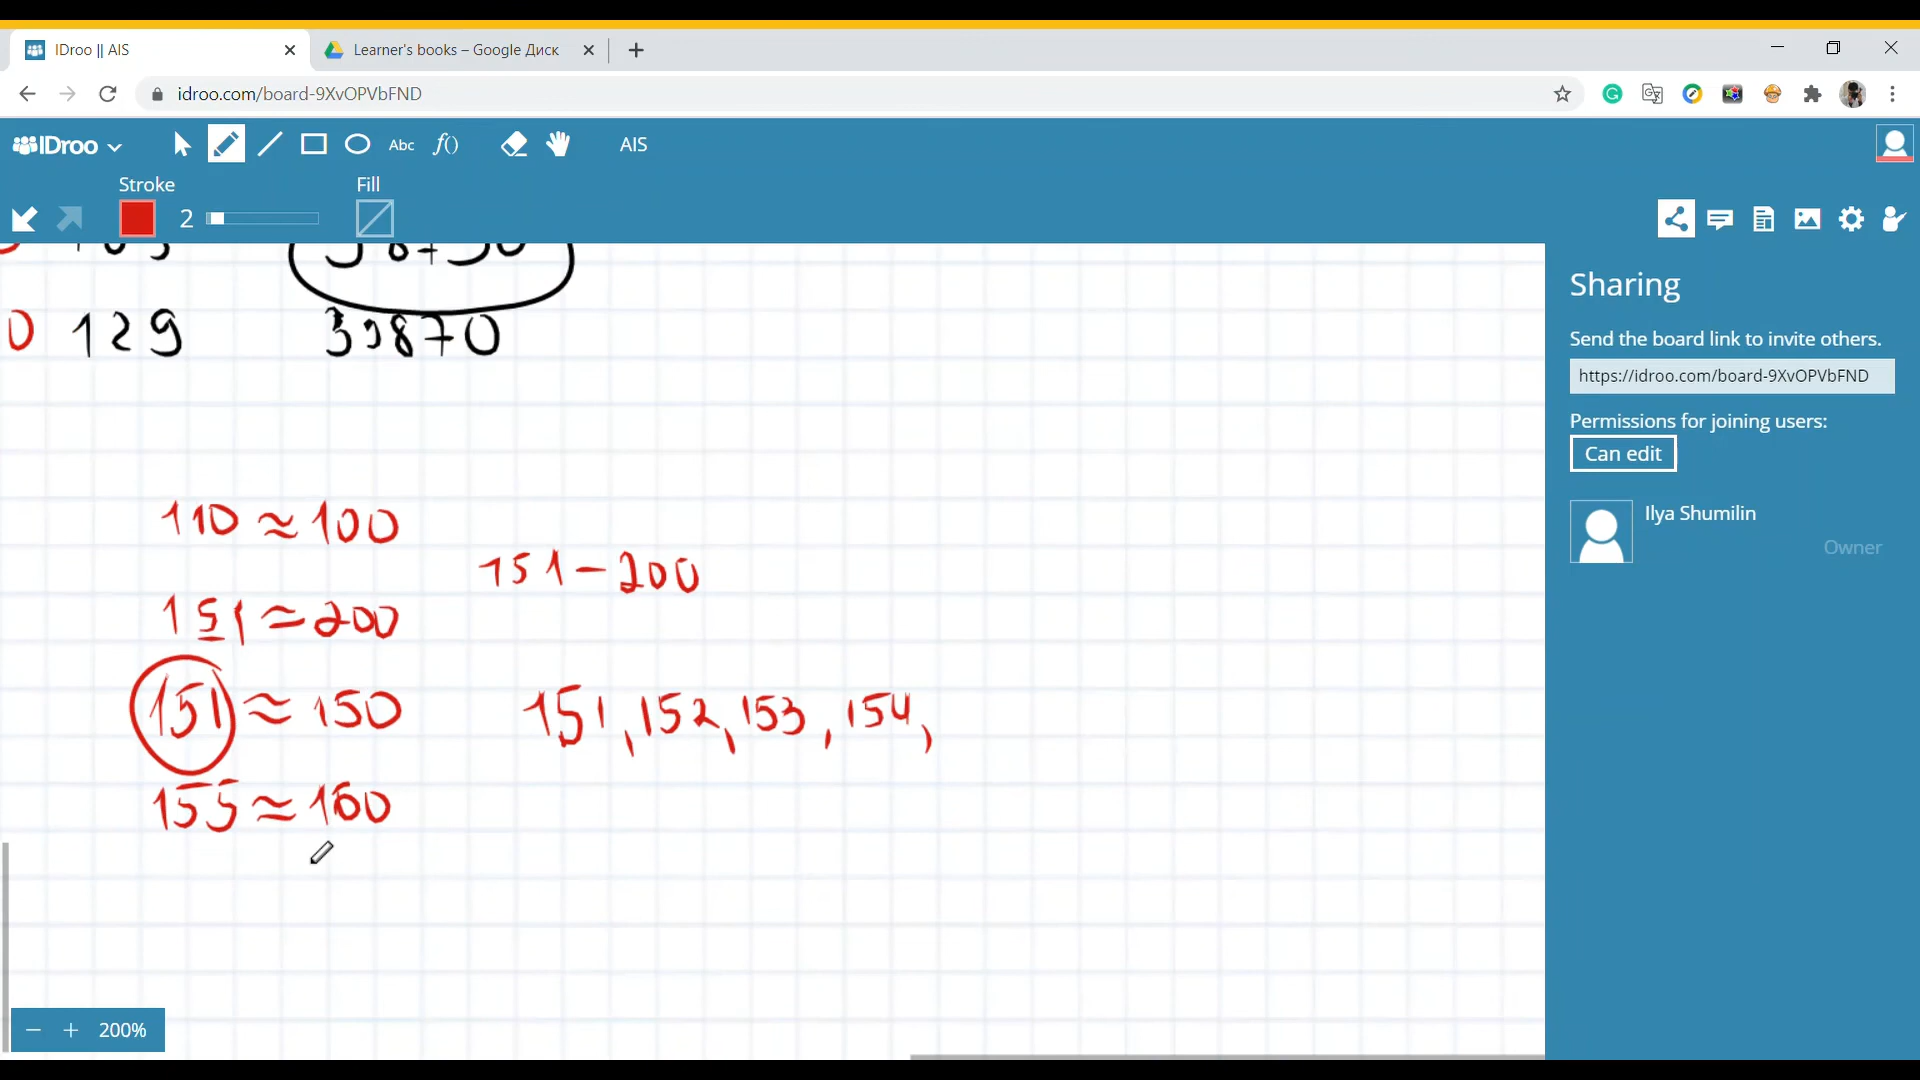 IDroo || AIS
Learner's books – Google Диск
idroo.com/board-9XvOPVbFND
IDroo
Abc
f()
AIS
Stroke
2
Fill
Sharing
Send the board link to invite others.
https://idroo.com/board-9XvOPVbFND
Permissions for joining users:
Can edit
Ilya Shumilin
Owner
0 129 39870
110 ≈ 100
151 – 200
151 ≈ 200
151 ≈ 150
151, 152, 153, 154,
155 ≈ 160
200%